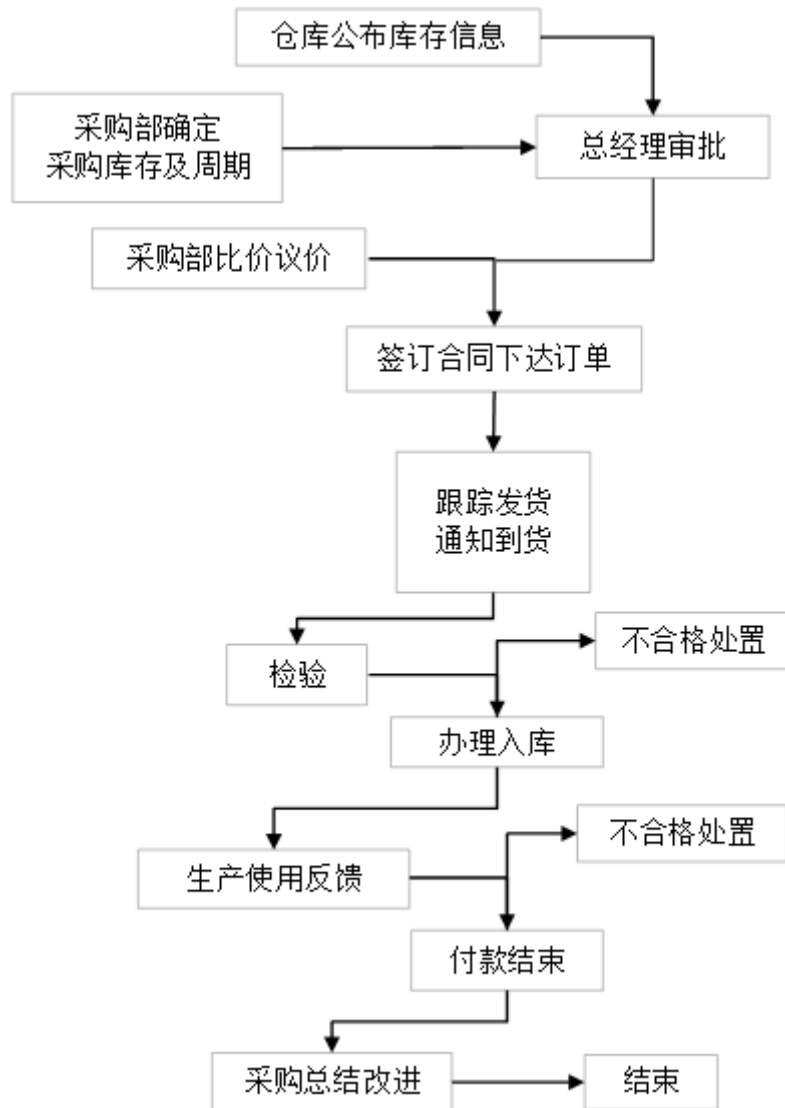 仓库公布库存信息
采购部确定
采购库存及周期
总经理审批
采购部比价议价
签订合同下达订单
跟踪发货
通知到货
不合格处置
检验
办理入库
不合格处置
生产使用反馈
付款结束
采购总结改进
结束